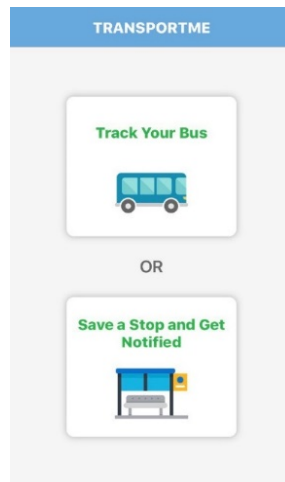 TRANSPORTME
Track Your Bus
OR
Save a Stop and Get
Notified